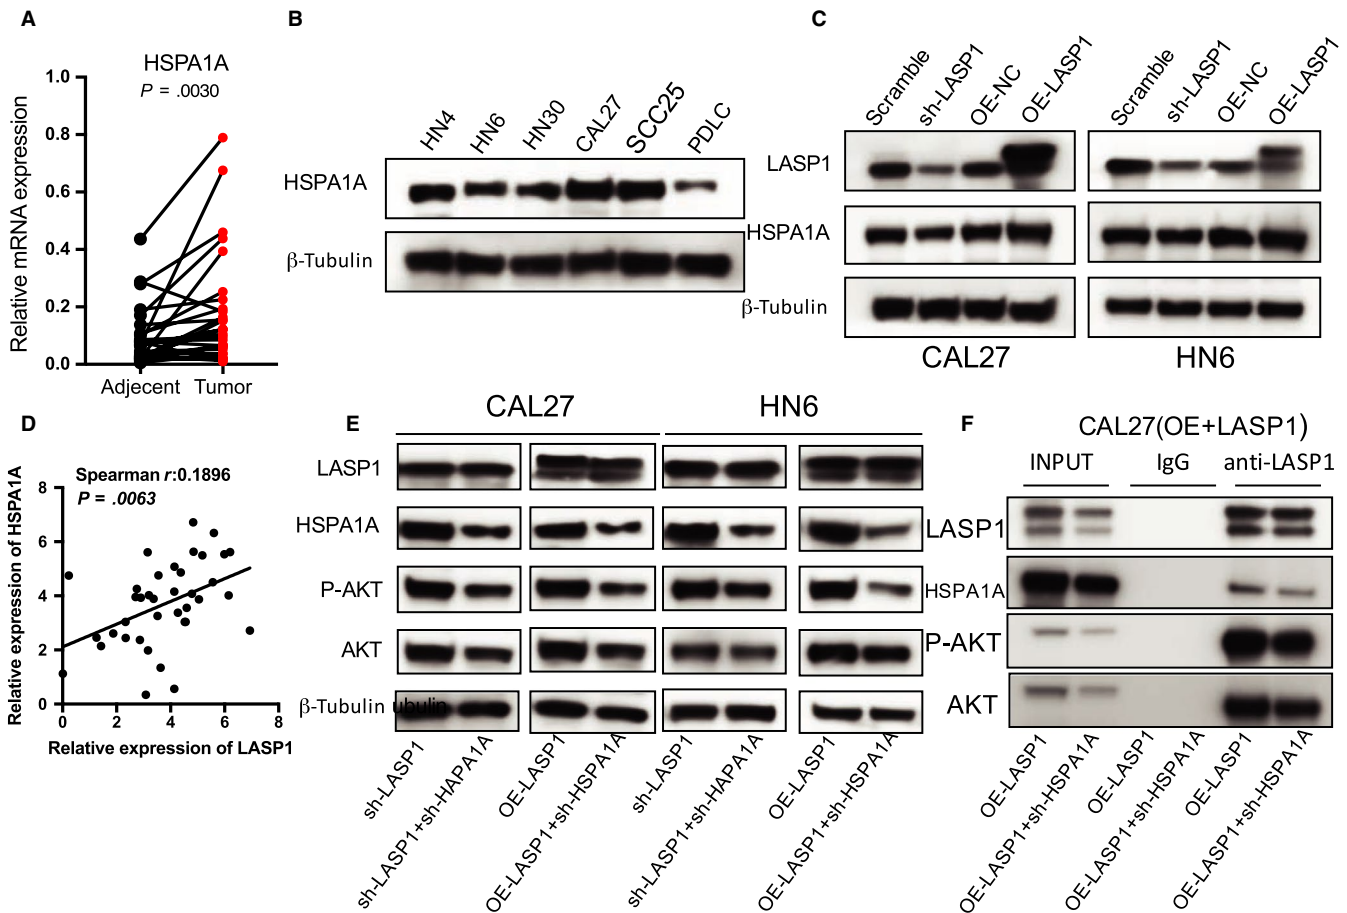 A
HSPA1A
P = .0030
Relative mRNA expression
1.0
0.8
0.6
0.4
0.2
0.0
Adjecent Tumor
B
HN4 HN6 HN30 CAL27 SCC25 PDLC
HSPA1A
β-Tubulin
C
Scramble sh-LASP1 OE-NC OE-LASP1
Scramble sh-LASP1 OE-NC OE-LASP1
LASP1
HSPA1A
β-Tubulin
CAL27 HN6
D
Spearman r:0.1896
P = .0063
Relative expression of HSPA1A
8
6
4
2
0
0 2 4 6 8
Relative expression of LASP1
E
CAL27 HN6
LASP1
HSPA1A
P-AKT
AKT
β-Tubulin ubulin
sh-LASP1
sh-LASP1+sh-HAPA1A
OE-LASP1
OE-LASP1+sh-HSPA1A
sh-LASP1
sh-LASP1+sh-HAPA1A
OE-LASP1
OE-LASP1+sh-HSPA1A
F
CAL27(OE+LASP1)
INPUT IgG anti-LASP1
LASP1
HSPA1A
P-AKT
AKT
OE-LASP1
OE-LASP1+sh-HSPA1A
OE-LASP1
OE-LASP1+sh-HSPA1A
OE-LASP1
OE-LASP1+sh-HSPA1A